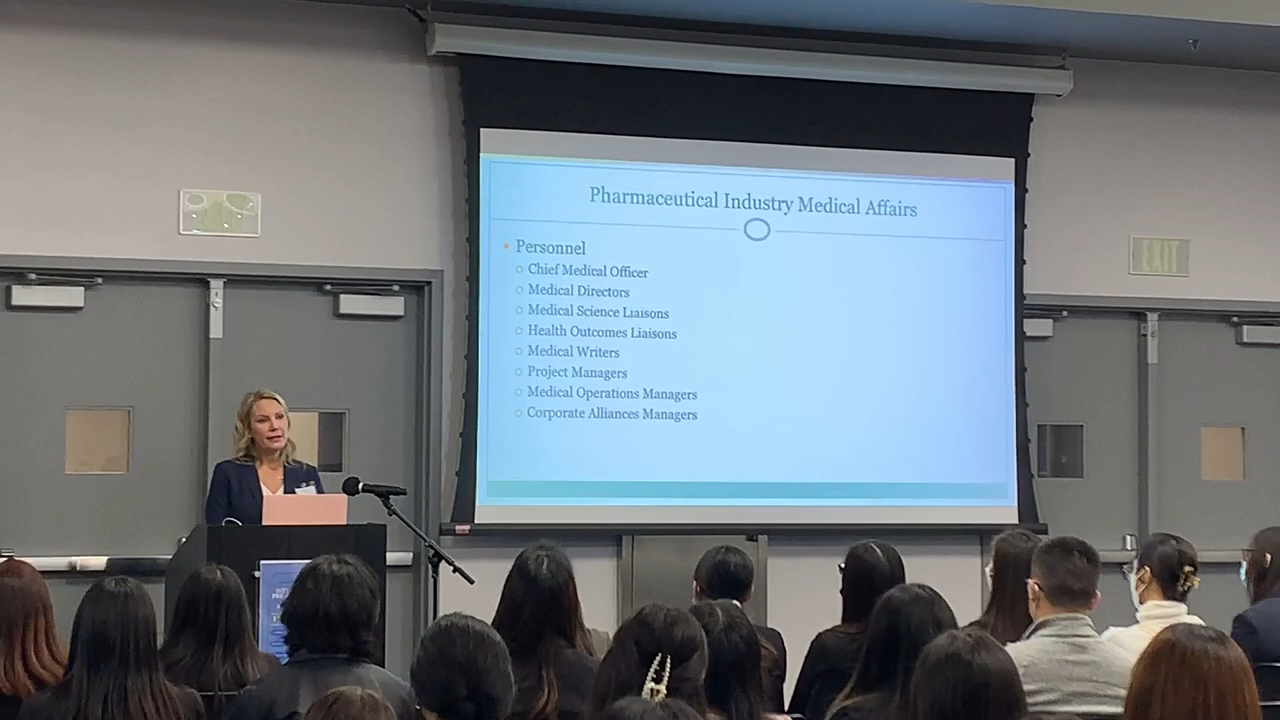 Pharmaceutical Industry Medical Affairs
Personnel
Chief Medical Officer
Medical Directors
Medical Science Liaisons
Health Outcomes Liaisons
Medical Writers
Project Managers
Medical Operations Managers
Corporate Alliances Managers
EXIT